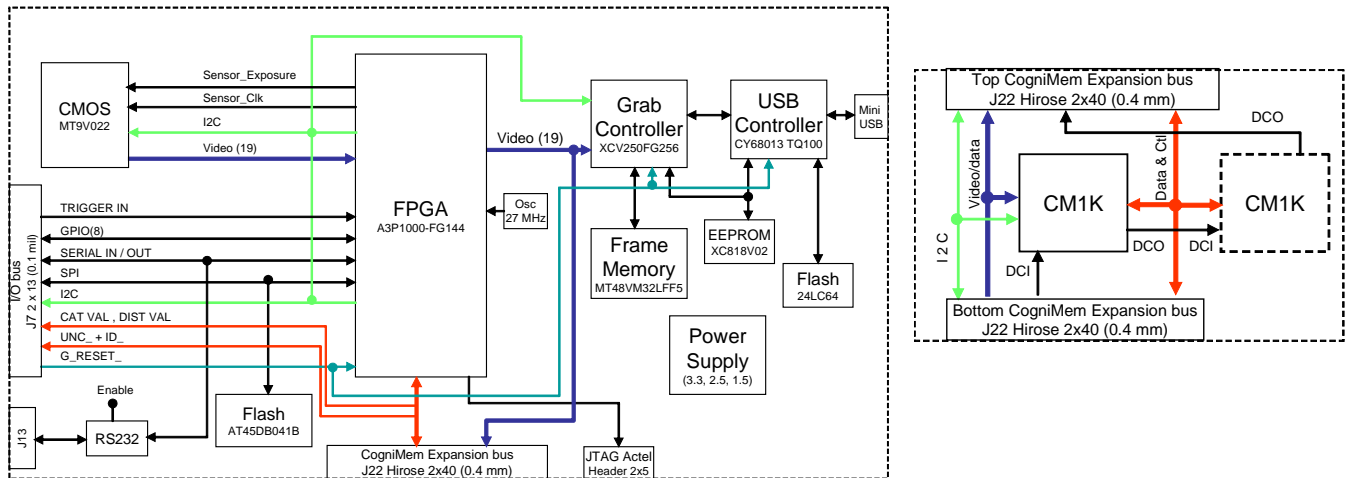 Sensor_Exposure
Sensor_Clk
I2C
Video (19)
CMOS
MT9V022
FPGA
A3P1000-FG144
Video (19)
Grab
Controller
XCV250FG256
USB
Controller
CY68013 TQ100
Mini
USB
Osc
27 MHz
Frame
Memory
MT48VM32LFF5
EEPROM
XC818V02
Flash
24LC64
Power
Supply
(3.3, 2.5, 1.5)
I/O bus
J7 2 x 13 (0.1 mil)
TRIGGER IN
GPIO(8)
SERIAL IN / OUT
SPI
I2C
CAT VAL , DIST VAL
UNC_ + ID_
G_RESET_
Enable
J13
RS232
Flash
AT45DB041B
CogniMem Expansion bus
J22 Hirose 2x40 (0.4 mm)
JTAG Actel
Header 2x5
Top CogniMem Expansion bus
J22 Hirose 2x40 (0.4 mm)
DCO
Video/data
Data & Ctl
CM1K
CM1K
I 2 C
DCO
DCI
DCI
Bottom CogniMem Expansion bus
J22 Hirose 2x40 (0.4 mm)